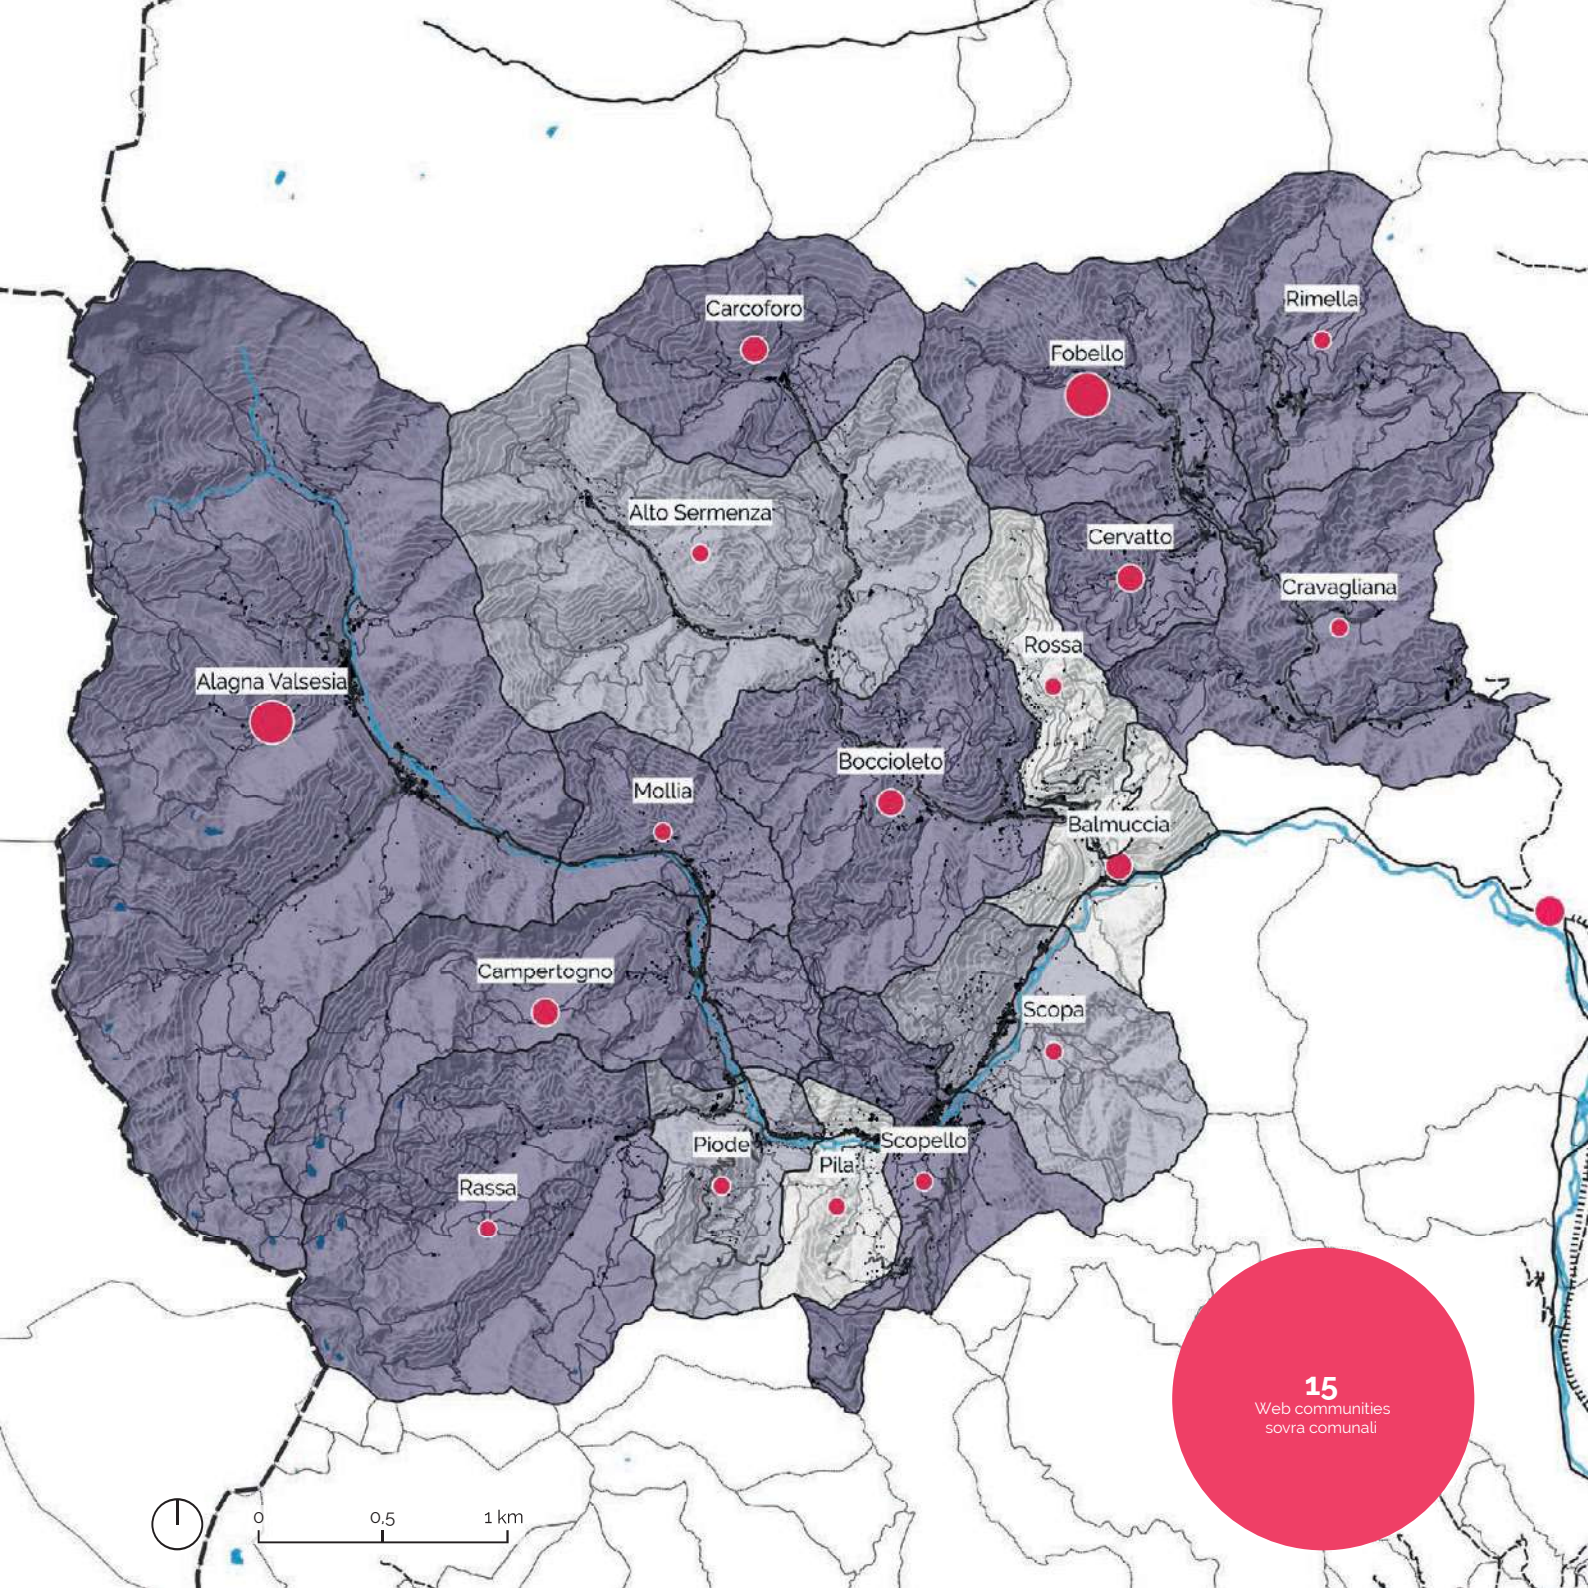 Rimella
Carcoforo
Fobello
Alto Sermenza
Cervatto
Cravagliana
Rossa
Alagna Valsesia
Boccioleto
Mollia
Balmuccia
Campertogno
Scopa
Scopello
Piode
Pila
Rassa
15
Web communities
sovra comunali
0 0,5 1 km